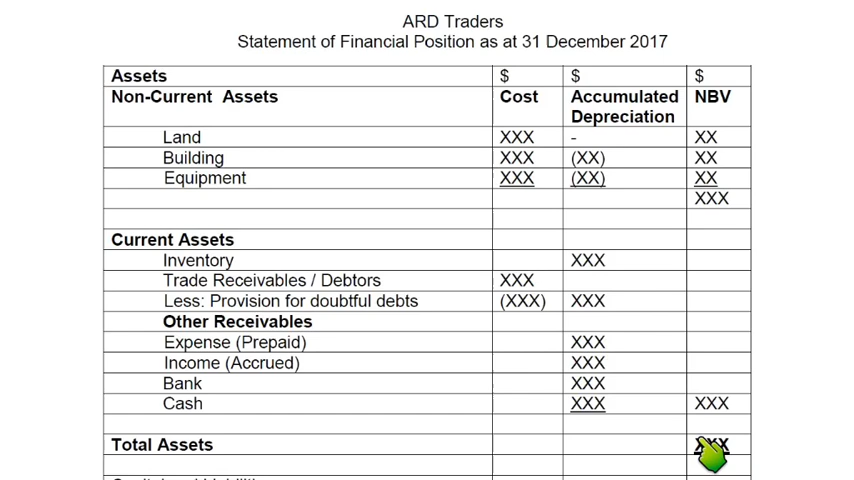 ARD Traders
Statement of Financial Position as at 31 December 2017
Assets $ $ $
Non-Current Assets Cost Accumulated Depreciation NBV
Land XXX - XX
Building XXX (XX) XX
Equipment XXX (XX) XX
XXX
Current Assets
Inventory XXX
Trade Receivables / Debtors XXX
Less: Provision for doubtful debts (XXX) XXX
Other Receivables
Expense (Prepaid) XXX
Income (Accrued) XXX
Bank XXX
Cash XXX XXX
Total Assets XXX